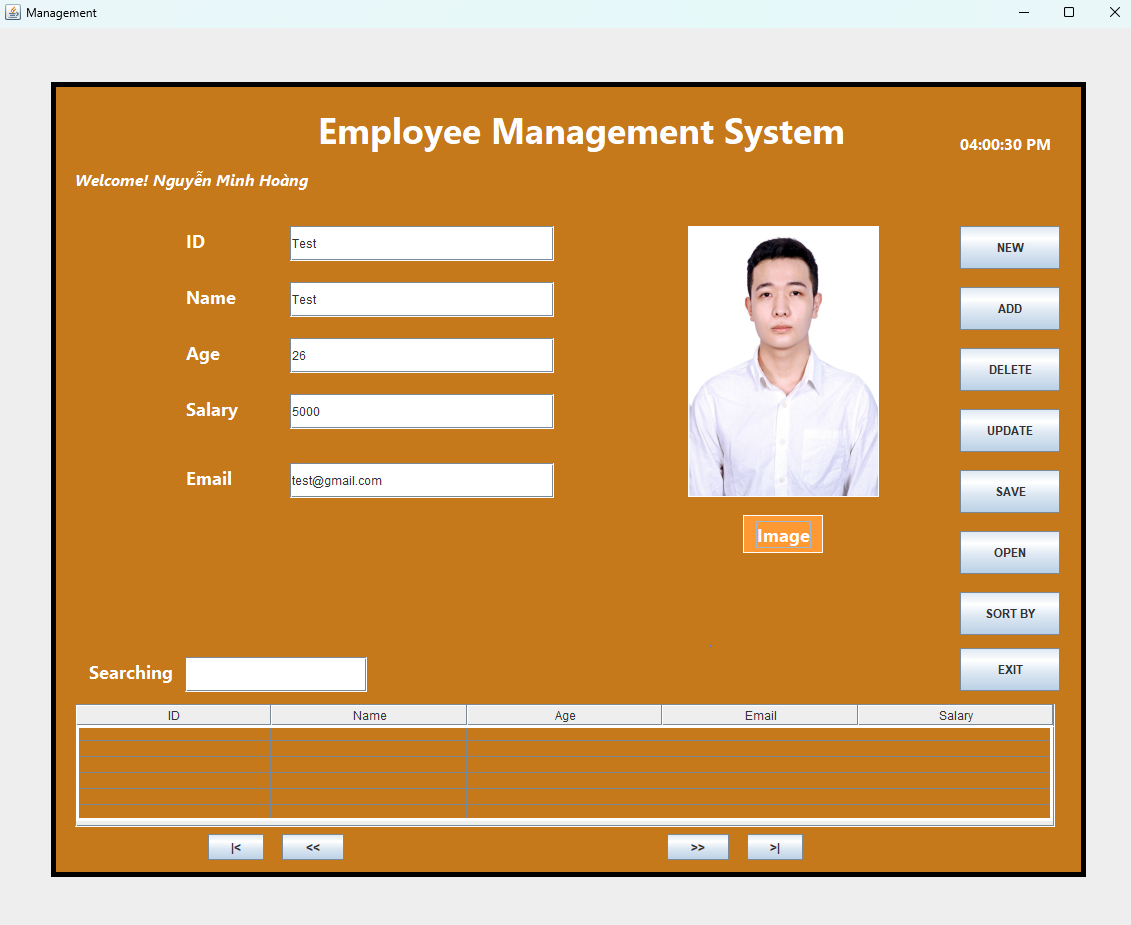 Management
Employee Management System
04:00:30 PM
Welcome! Nguyễn Minh Hoàng
ID Test
NEW
Name Test
ADD
Age 26
DELETE
Salary 5000
UPDATE
Email test@gmail.com
SAVE
Image
OPEN
SORT BY
Searching
EXIT
ID Name Age Email Salary
|< << >> >|